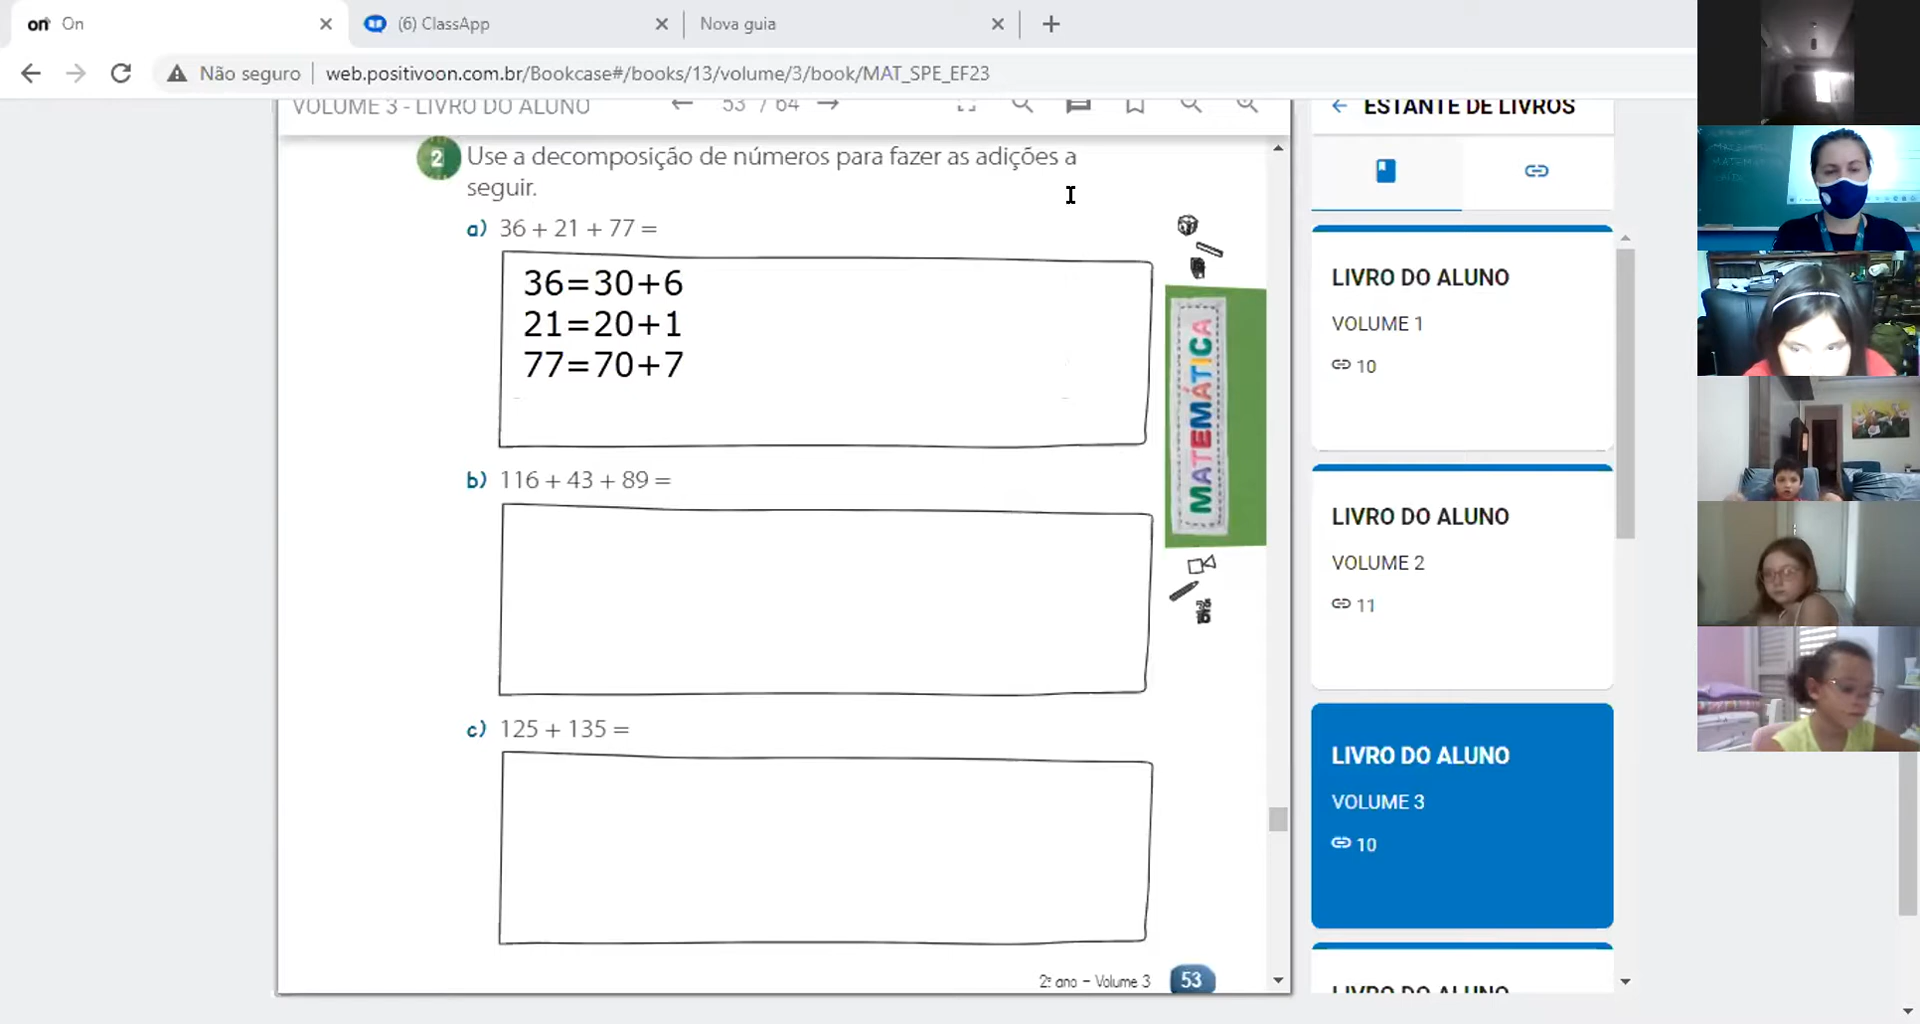 on On
(6) ClassApp
Nova guia
Não seguro
web.positivoon.com.br/Bookcase#/books/13/volume/3/book/MAT_SPE_EF23
VOLUME 3 - LIVRO DO ALUNO
53 / 64
2 Use a decomposição de números para fazer as adições a
seguir.
a) 36 + 21 + 77 =
36=30+6
21=20+1
77=70+7
b) 116 + 43 + 89 =
c) 125 + 135 =
MATEMÁTICA
2º ano – Volume 3
53
ESTANTE DE LIVROS
LIVRO DO ALUNO
VOLUME 1
10
LIVRO DO ALUNO
VOLUME 2
11
LIVRO DO ALUNO
VOLUME 3
10
LIVRO DO ALUNO